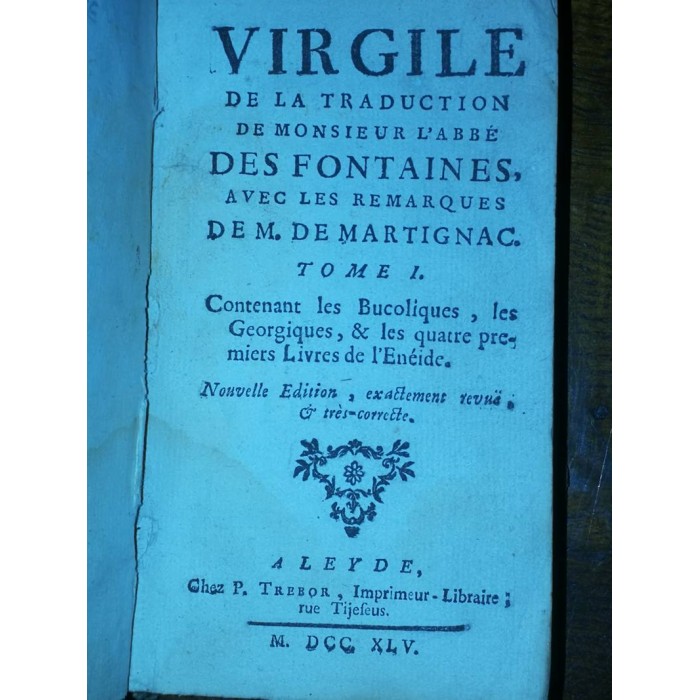 VIRGILE
DE LA TRADUCTION
DE MONSIEUR L'ABBÉ
DES FONTAINES,
AVEC LES REMARQUES
DE M. DE MARTIGNAC.
TOME I.
Contenant les Bucoliques, les
Georgiques, & les quatre pre-
miers Livres de l'Enéide.
Nouvelle Edition, exactement revuë,
& très-correcte.
A LEYDE,
Chez P. TREBOR, Imprimeur-Libraire;
rue Tijeseus.
M. DCC. XLV.